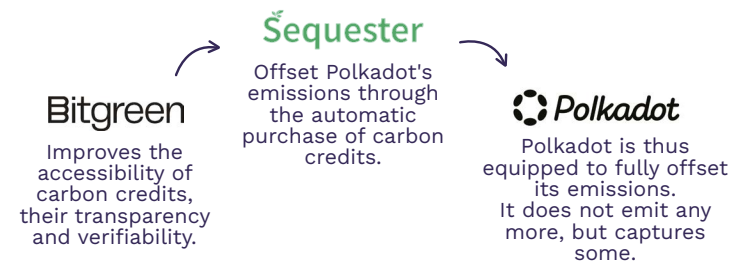 Sequester
Offset Polkadot's
emissions through
the automatic
purchase of carbon
credits.
Bitgreen
Improves the
accessibility of
carbon credits,
their transparency
and verifiability.
Polkadot
Polkadot is thus
equipped to fully offset
its emissions.
It does not emit any
more, but captures
some.